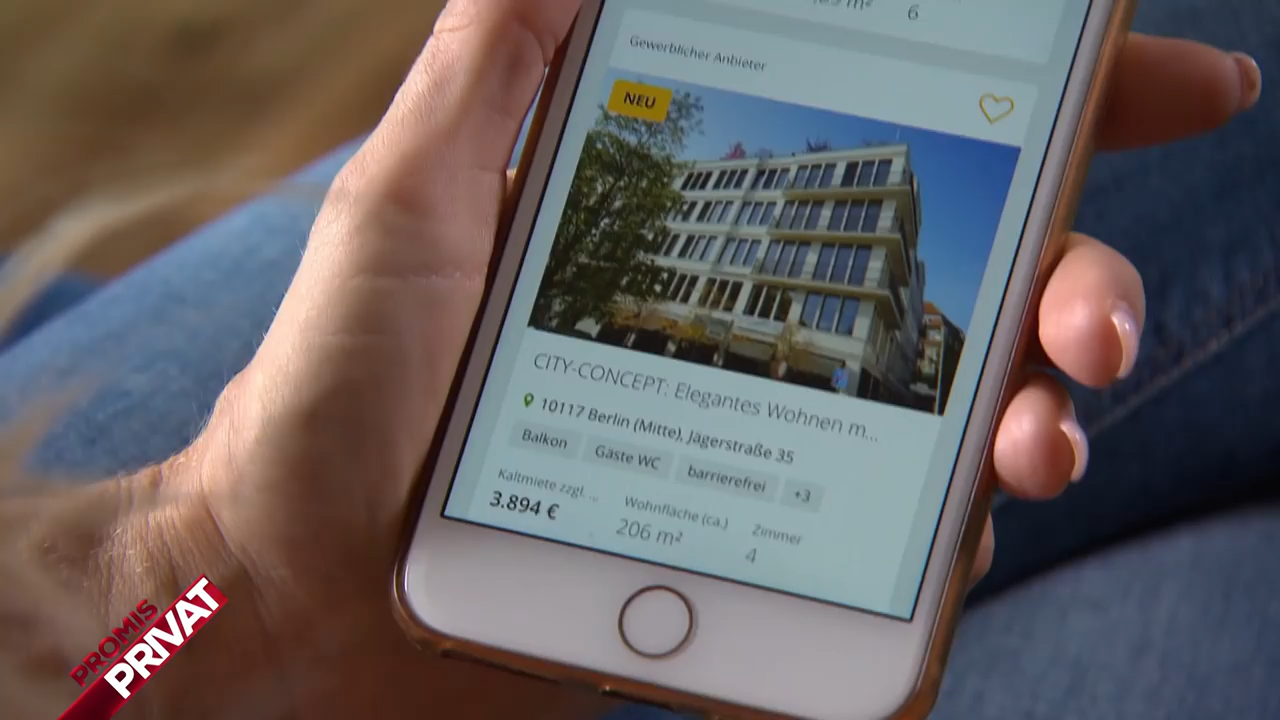 6
Gewerblicher Anbieter
NEU
CITY-CONCEPT: Elegantes Wohnen m...
10117 Berlin (Mitte), Jägerstraße 35
Balkon Gäste WC barrierefrei +3
Kaltmiete zzgl. ... Wohnfläche (ca.) Zimmer
3.894 € 206 m² 4
PROMIS
PRIVAT